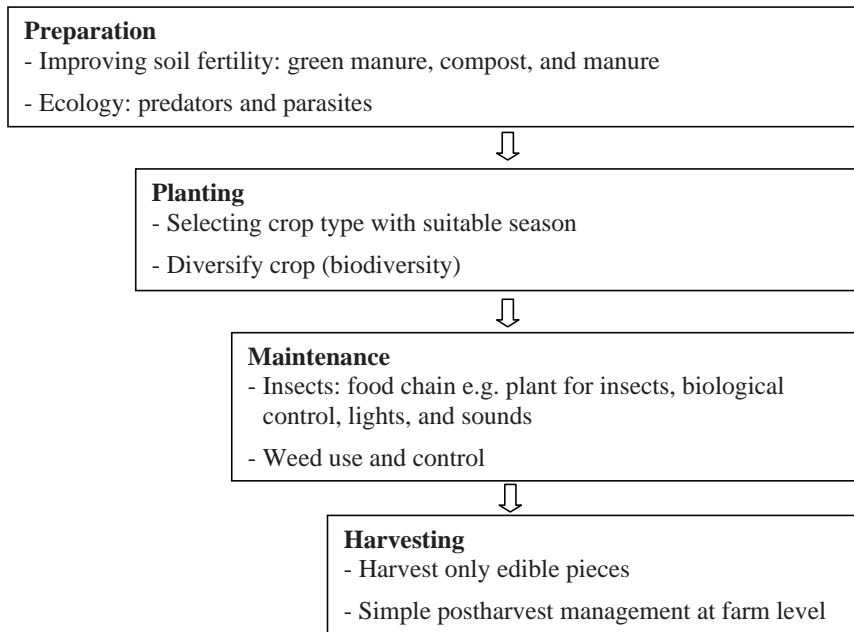 Preparation
- Improving soil fertility: green manure, compost, and manure
- Ecology: predators and parasites
Planting
- Selecting crop type with suitable season
- Diversify crop (biodiversity)
Maintenance
- Insects: food chain e.g. plant for insects, biological
control, lights, and sounds
- Weed use and control
Harvesting
- Harvest only edible pieces
- Simple postharvest management at farm level